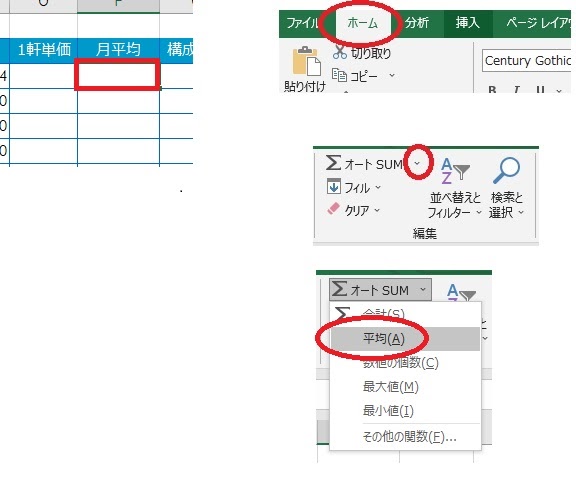 1軒単価 月平均 構成
4
0
0
0
ファイル ホーム 分析 挿入 ページ レイア
切り取り
コピー
貼り付け
Century Gothic
B I U
Σ オート SUM
フィル
クリア
並べ替えと
フィルター
検索と
選択
編集
Σ オート SUM
Σ 合計(S)
平均(A)
数値の個数(C)
最大値(M)
最小値(I)
その他の関数(F)...